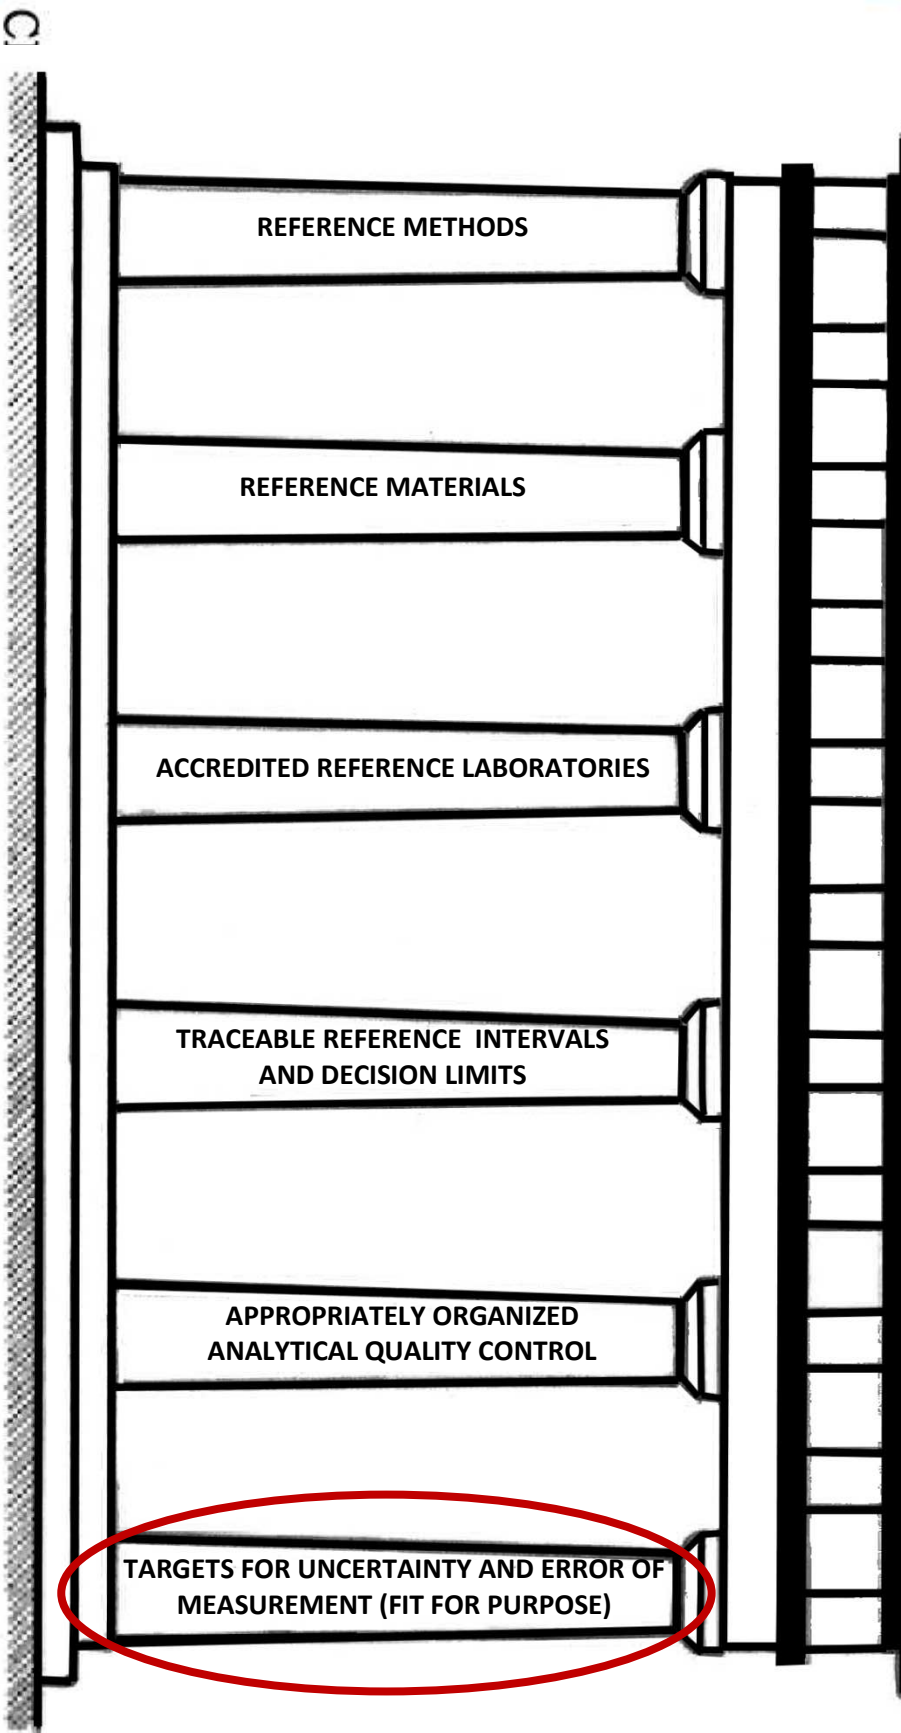 REFERENCE METHODS
REFERENCE MATERIALS
ACCREDITED REFERENCE LABORATORIES
TRACEABLE REFERENCE INTERVALS
AND DECISION LIMITS
APPROPRIATELY ORGANIZED
ANALYTICAL QUALITY CONTROL
TARGETS FOR UNCERTAINTY AND ERROR OF
MEASUREMENT (FIT FOR PURPOSE)